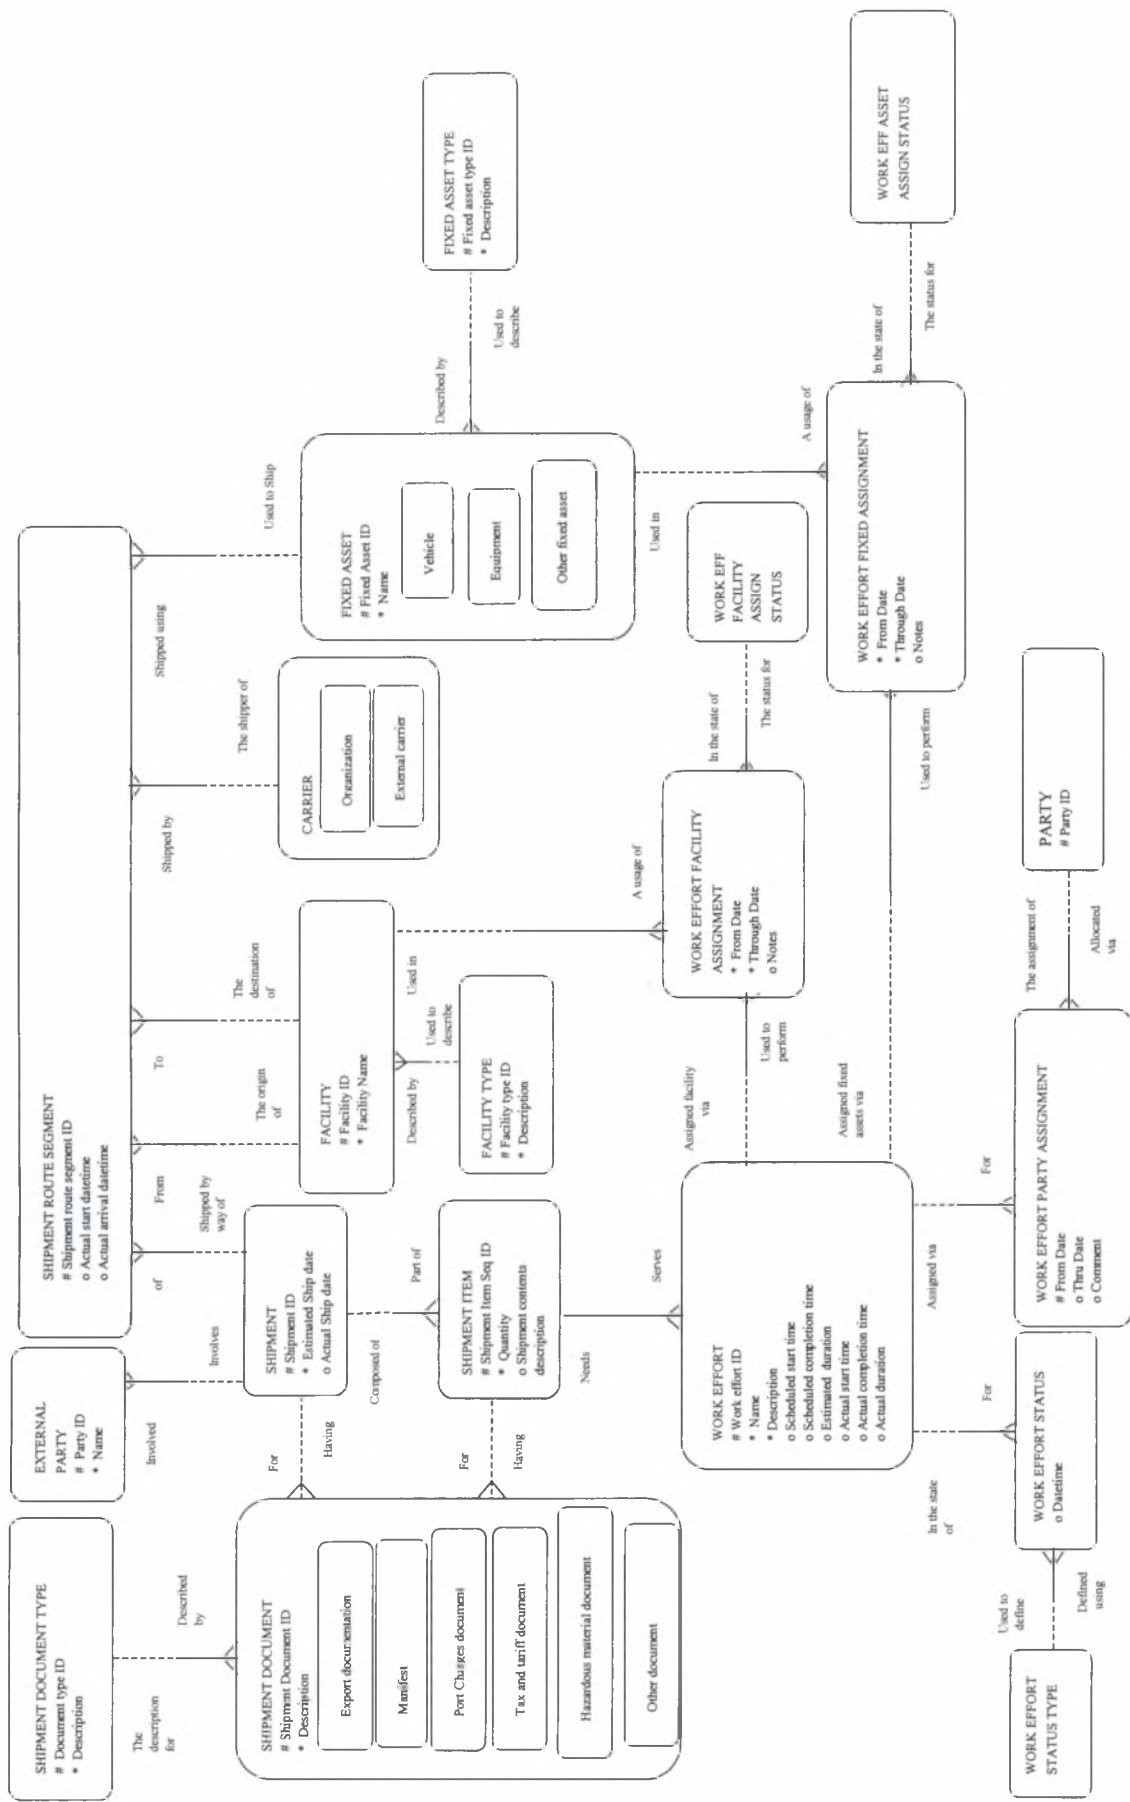 SHIPMENT DOCUMENT TYPE
# Document type ID
* Description
EXTERNAL
PARTY
# Party ID
* Name
SHIPMENT ROUTE SEGMENT
# Shipment route segment ID
o Actual start datetime
o Actual arrival datetime
The
description
for
Described
by
Involved
Involves
of
Shipped by
way of
From
The origin
of
To
The
destination
of
Shipped by
The shipper of
Shipped using
Used to Ship
SHIPMENT DOCUMENT
# Shipment Document ID
* Description
Export documentation
Manifest
Port Charges document
Tax and tariff document
Hazardous material document
Other document
For
Having
For
Having
SHIPMENT
# Shipment ID
* Estimated Ship date
o Actual Ship date
Composed of
Part of
SHIPMENT ITEM
# Shipment Item Seq ID
* Quantity
o Shipment contents
description
FACILITY
# Facility ID
* Facility Name
Described by
Used to
describe
Used in
FACILITY TYPE
# Facility type ID
* Description
CARRIER
Organization
External carrier
FIXED ASSET
# Fixed Asset ID
* Name
Vehicle
Equipment
Other fixed asset
Described by
Used to
describe
FIXED ASSET TYPE
# Fixed asset type ID
* Description
Needs
Serves
A usage of
Used in
A usage of
WORK EFFORT
# Work effort ID
* Name
* Description
o Scheduled start time
o Scheduled completion time
o Estimated duration
o Actual start time
o Actual completion time
o Actual duration
Assigned facility
via
Used to
perform
WORK EFFORT FACILITY
ASSIGNMENT
* From Date
* Through Date
o Notes
In the state of
The status for
WORK EFF
FACILITY
ASSIGN
STATUS
Assigned fixed
assets via
Used to perform
WORK EFFORT FIXED ASSIGNMENT
* From Date
* Through Date
o Notes
In the state of
The status for
WORK EFF ASSET
ASSIGN STATUS
In the state
of
For
Assigned via
For
WORK EFFORT STATUS TYPE
Used to
define
Defined
using
WORK EFFORT STATUS
o Datetime
WORK EFFORT PARTY ASSIGNMENT
# From Date
o Thru Date
o Comment
The assignment of
Allocated
via
PARTY
# Party ID